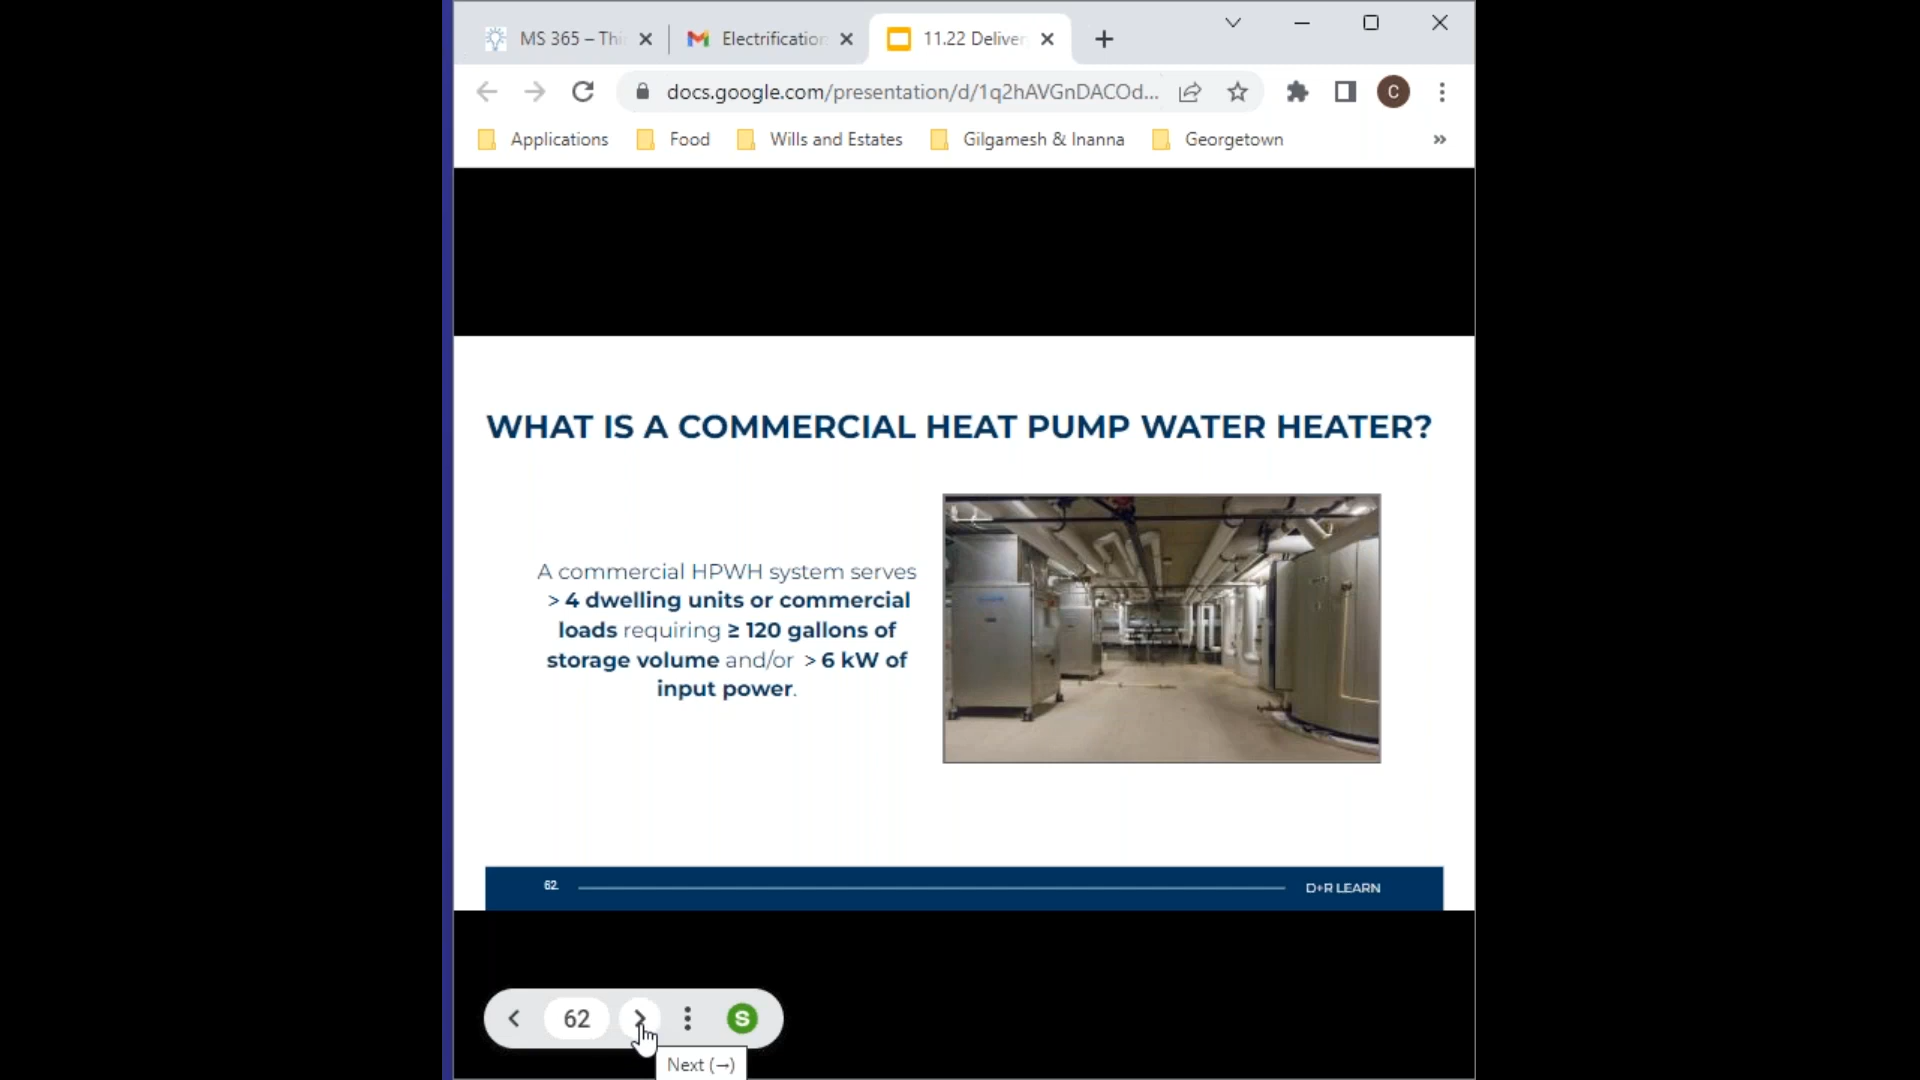 MS 365 – Thi
Electrification
11.22 Deliver
docs.google.com/presentation/d/1q2hAVGnDACOd...
C
Applications
Food
Wills and Estates
Gilgamesh & Inanna
Georgetown
»
WHAT IS A COMMERCIAL HEAT PUMP WATER HEATER?
A commercial HPWH system serves
> 4 dwelling units or commercial
loads requiring ≥ 120 gallons of
storage volume and/or > 6 kW of
input power.
62
D+R LEARN
62
S
Next (→)